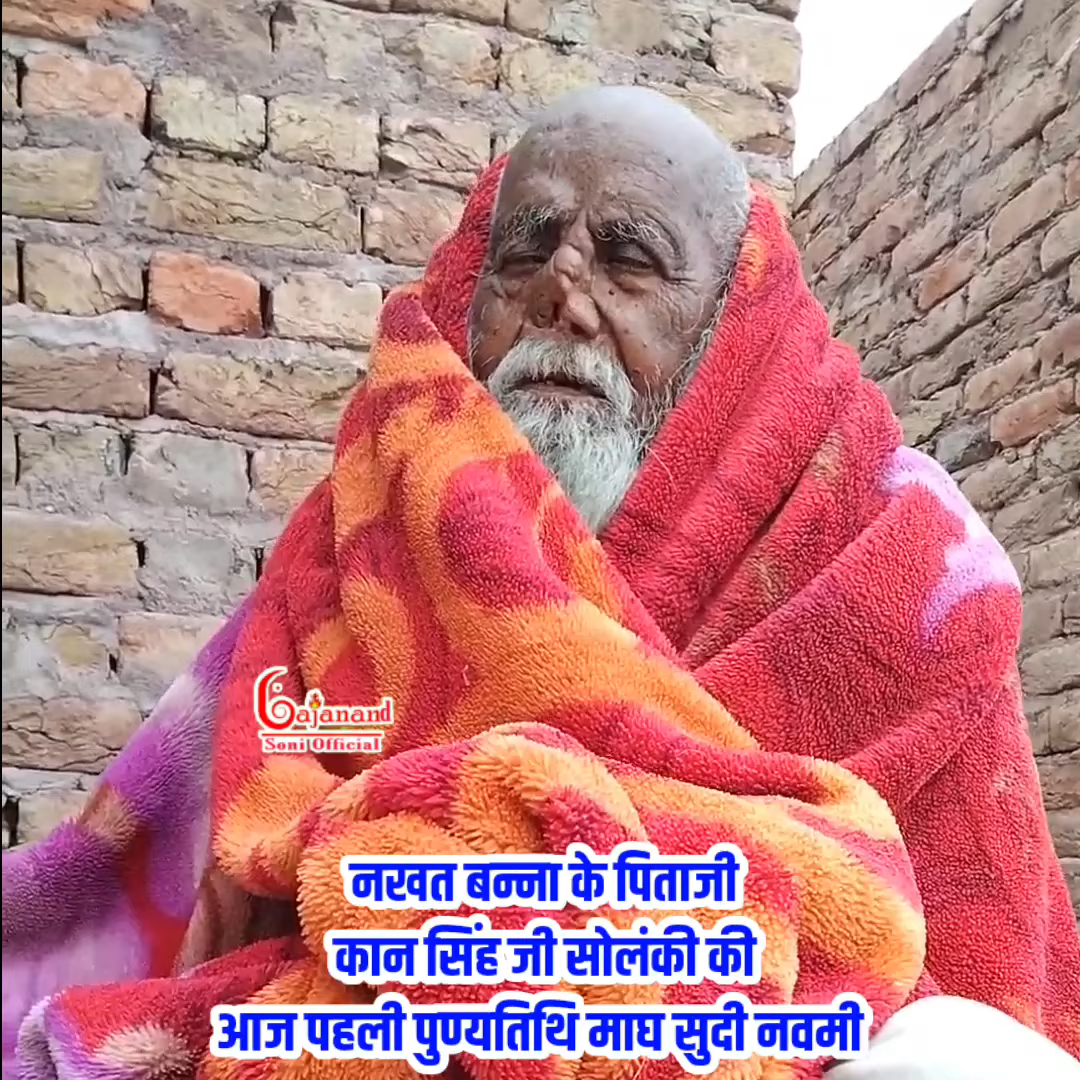 Gajanand
Soni Official
नखत बन्ना के पिताजी
कान सिंह जी सोलंकी की
आज पहली पुण्यतिथि माघ सुदी नवमी